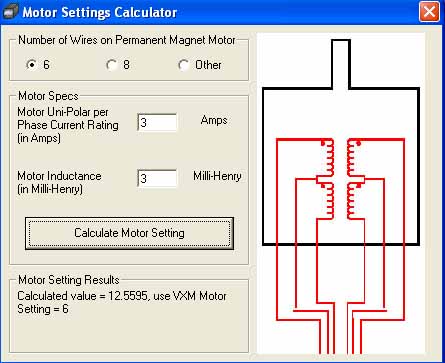 Motor Settings Calculator
Number of Wires on Permanent Magnet Motor
6 8 Other
Motor Specs
Motor Uni-Polar per
Phase Current Rating
(in Amps)
3 Amps
Motor Inductance
(in Milli-Henry)
3 Milli-Henry
Calculate Motor Setting
Motor Setting Results
Calculated value = 12.5595, use VXM Motor
Setting = 6